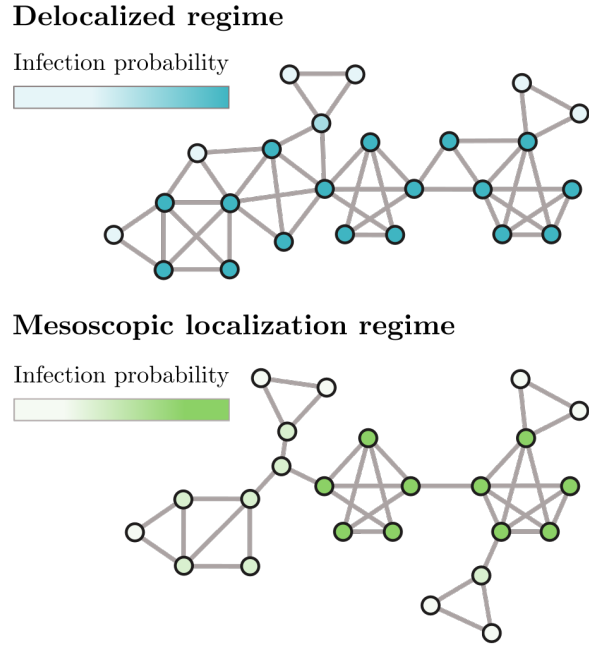 Delocalized regime
Infection probability
Mesoscopic localization regime
Infection probability